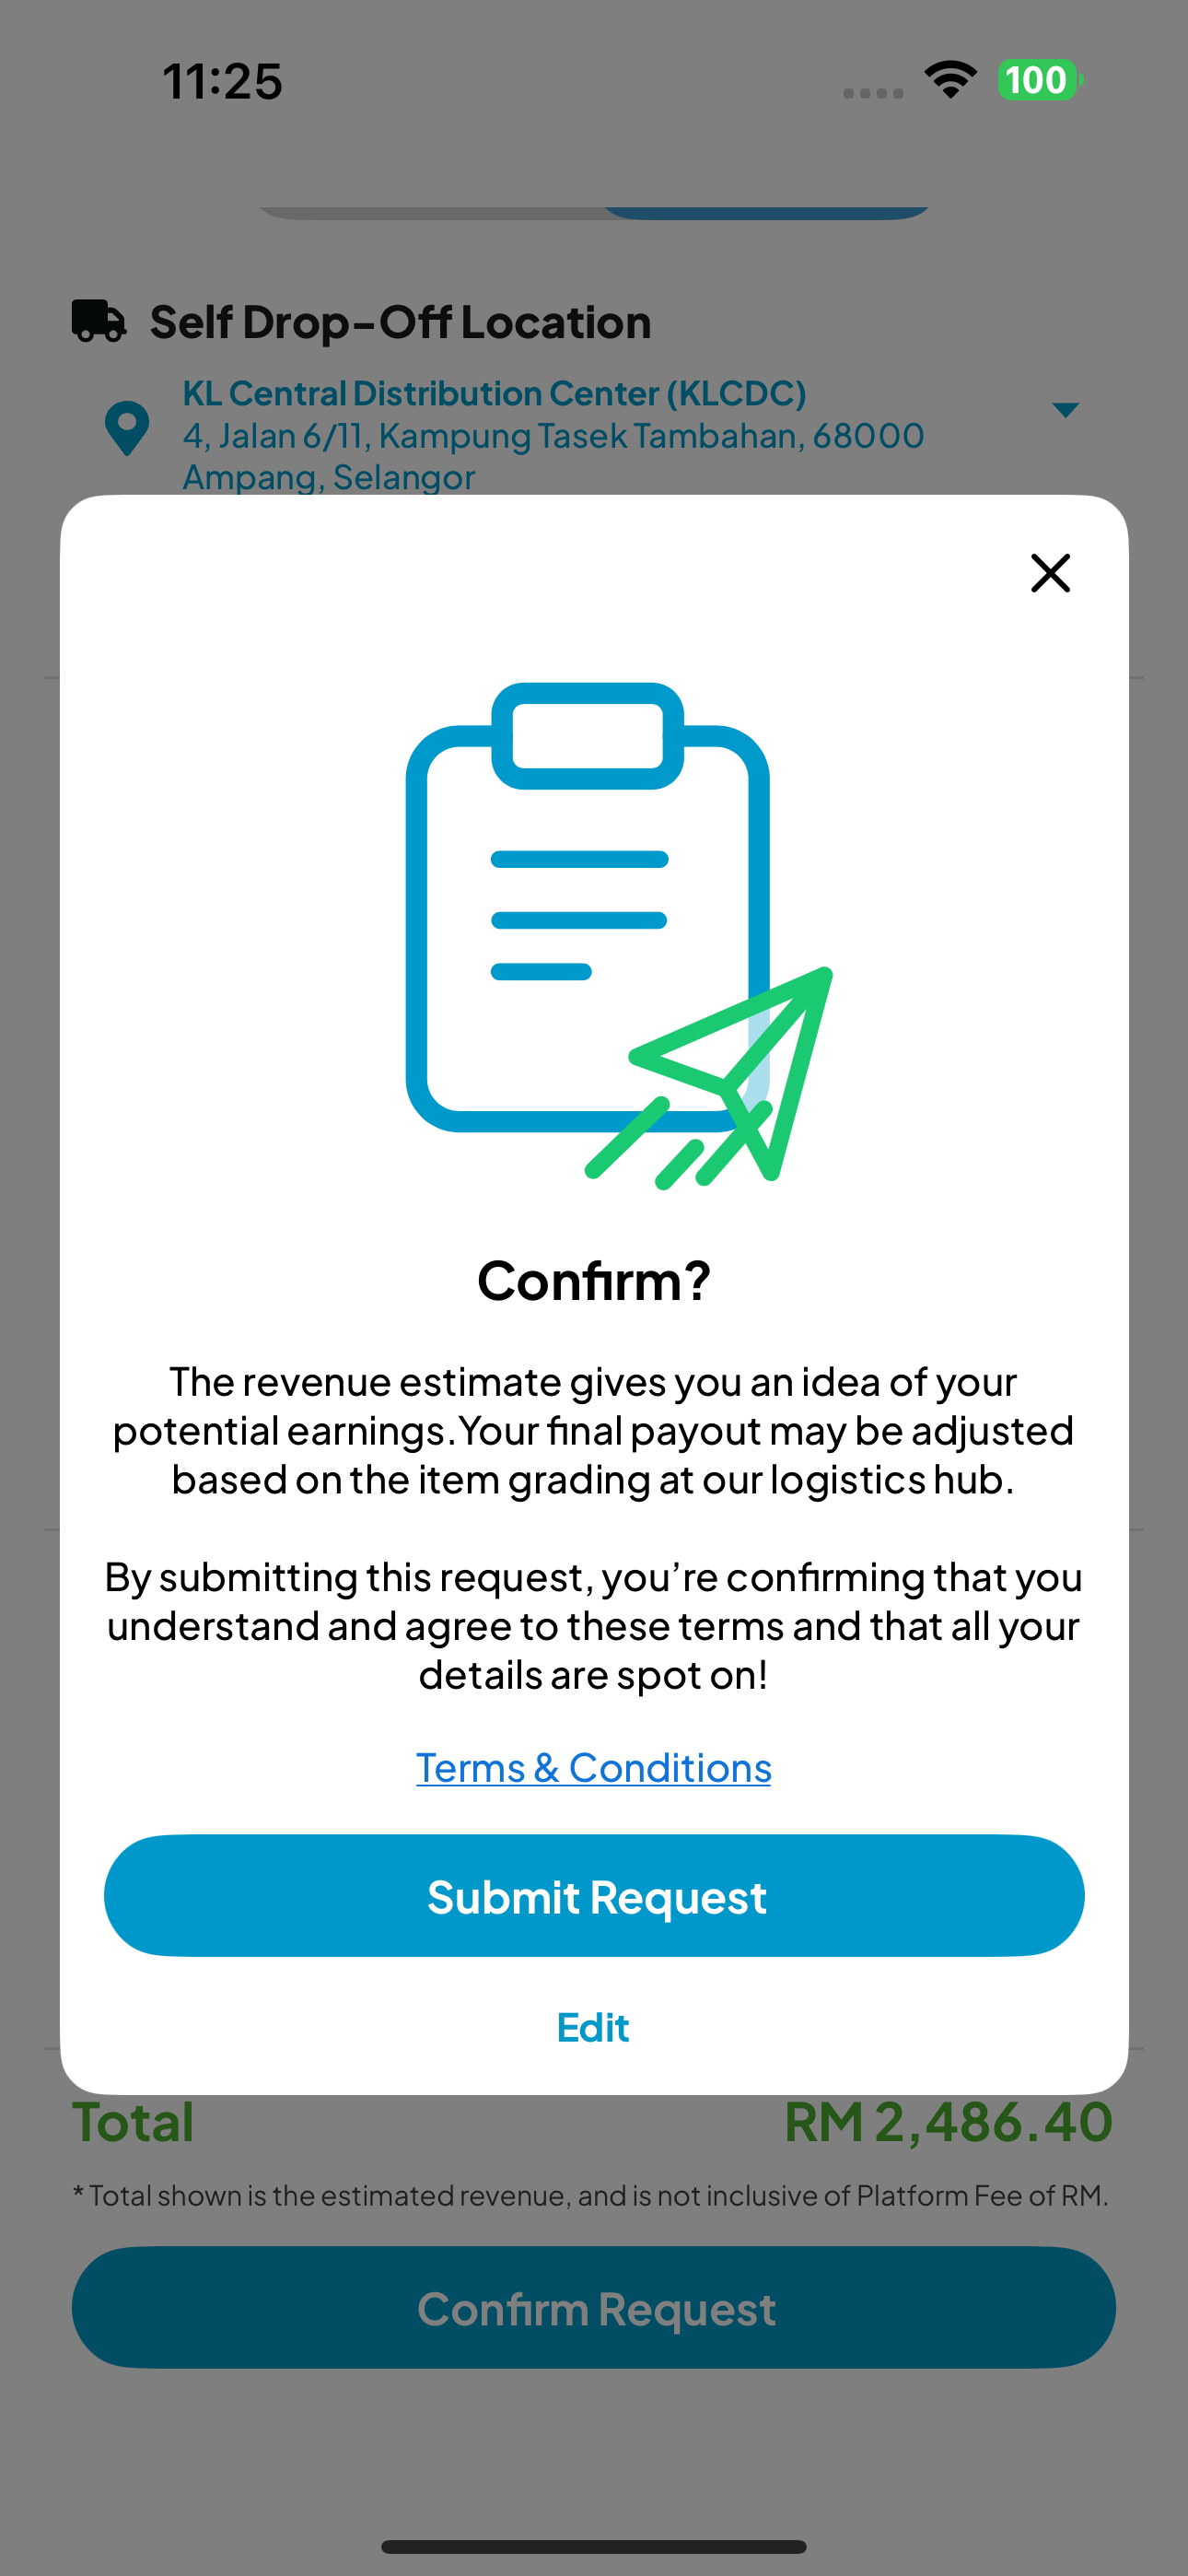 11:25
100
Self Drop-Off Location
KL Central Distribution Center (KLCDC)
4, Jalan 6/11, Kampung Tasek Tambahan, 68000
Ampang, Selangor
Confirm?
The revenue estimate gives you an idea of your
potential earnings.Your final payout may be adjusted
based on the item grading at our logistics hub.
By submitting this request, you’re confirming that you
understand and agree to these terms and that all your
details are spot on!
Terms & Conditions
Submit Request
Edit
Total RM 2,486.40
* Total shown is the estimated revenue, and is not inclusive of Platform Fee of RM.
Confirm Request